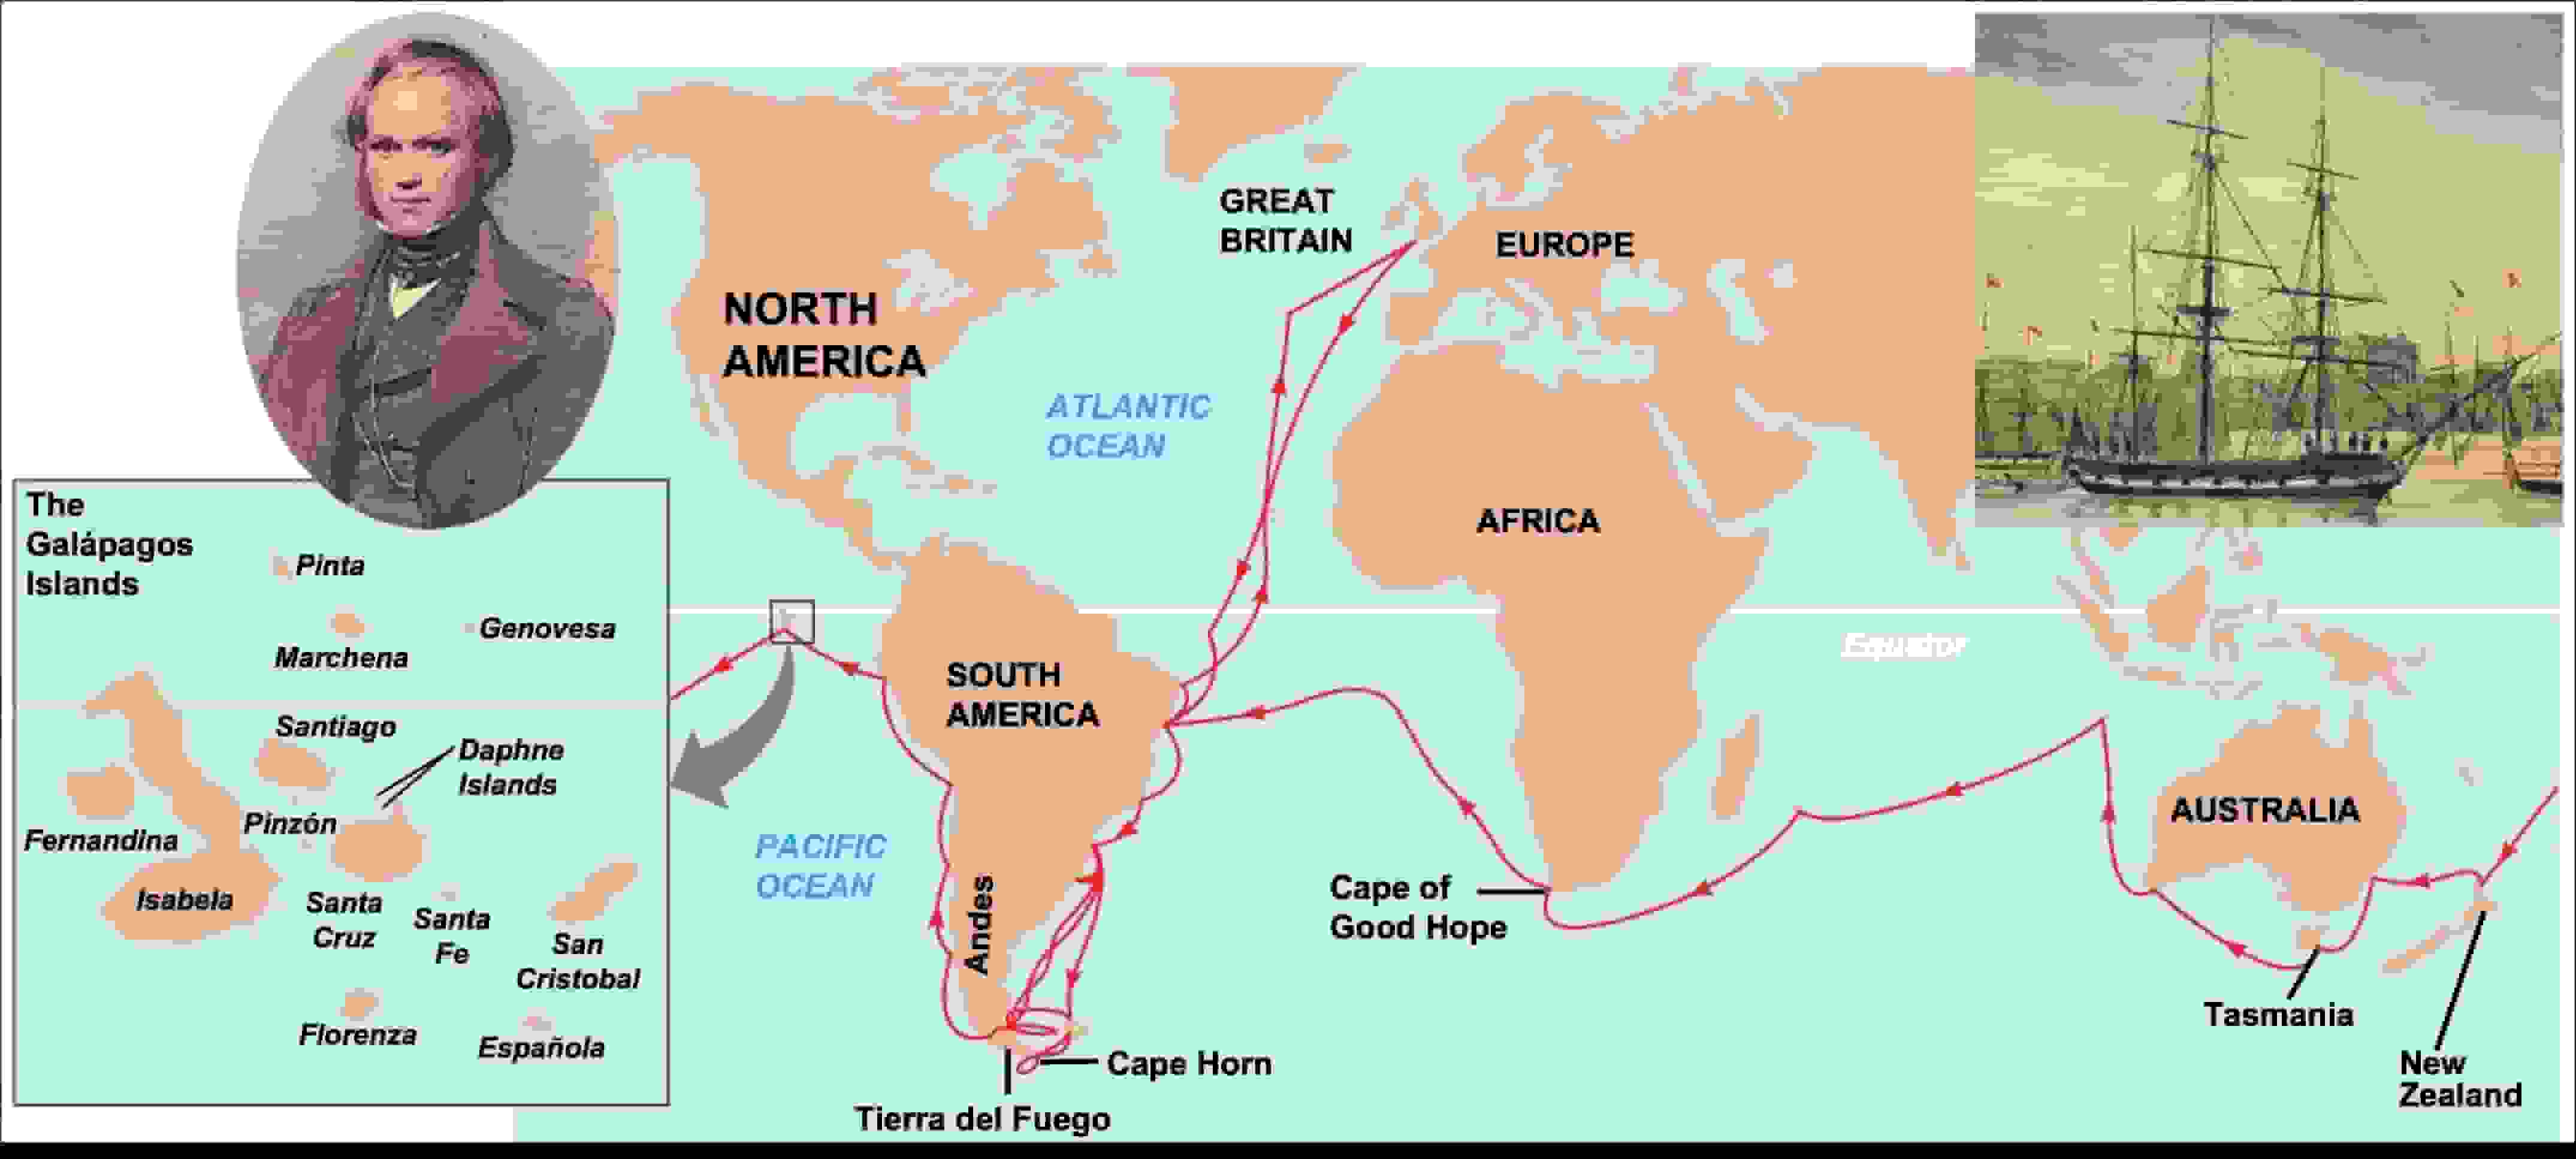 GREAT
BRITAIN
EUROPE
NORTH
AMERICA
ATLANTIC
OCEAN
AFRICA
The
Galápagos
Islands
Pinta
Genovesa
Marchena
Equator
SOUTH
AMERICA
Santiago
Daphne
Islands
Pinzón
Fernandina
Isabela
Santa
Cruz
Santa
Fe
San
Cristobal
Florenza
Española
PACIFIC
OCEAN
Andes
AUSTRALIA
Cape of
Good Hope
Tasmania
New
Zealand
Cape Horn
Tierra del Fuego